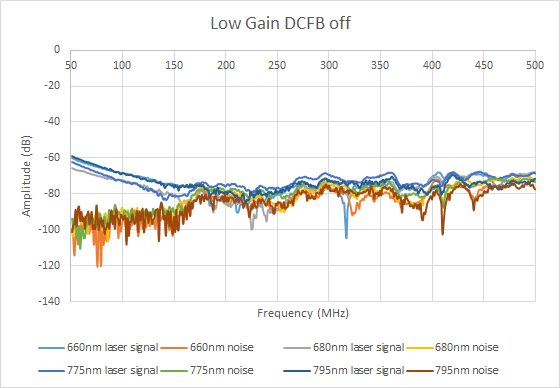 Low Gain DCFB off
0
50 100 150 200 250 300 350 400 450 500
-20
-40
-60
-80
-100
-120
-140
Amplitude (dB)
Frequency (MHz)
660nm laser signal 660nm noise 680nm laser signal 680nm noise
775nm laser signal 775nm noise 795nm laser signal 795nm noise